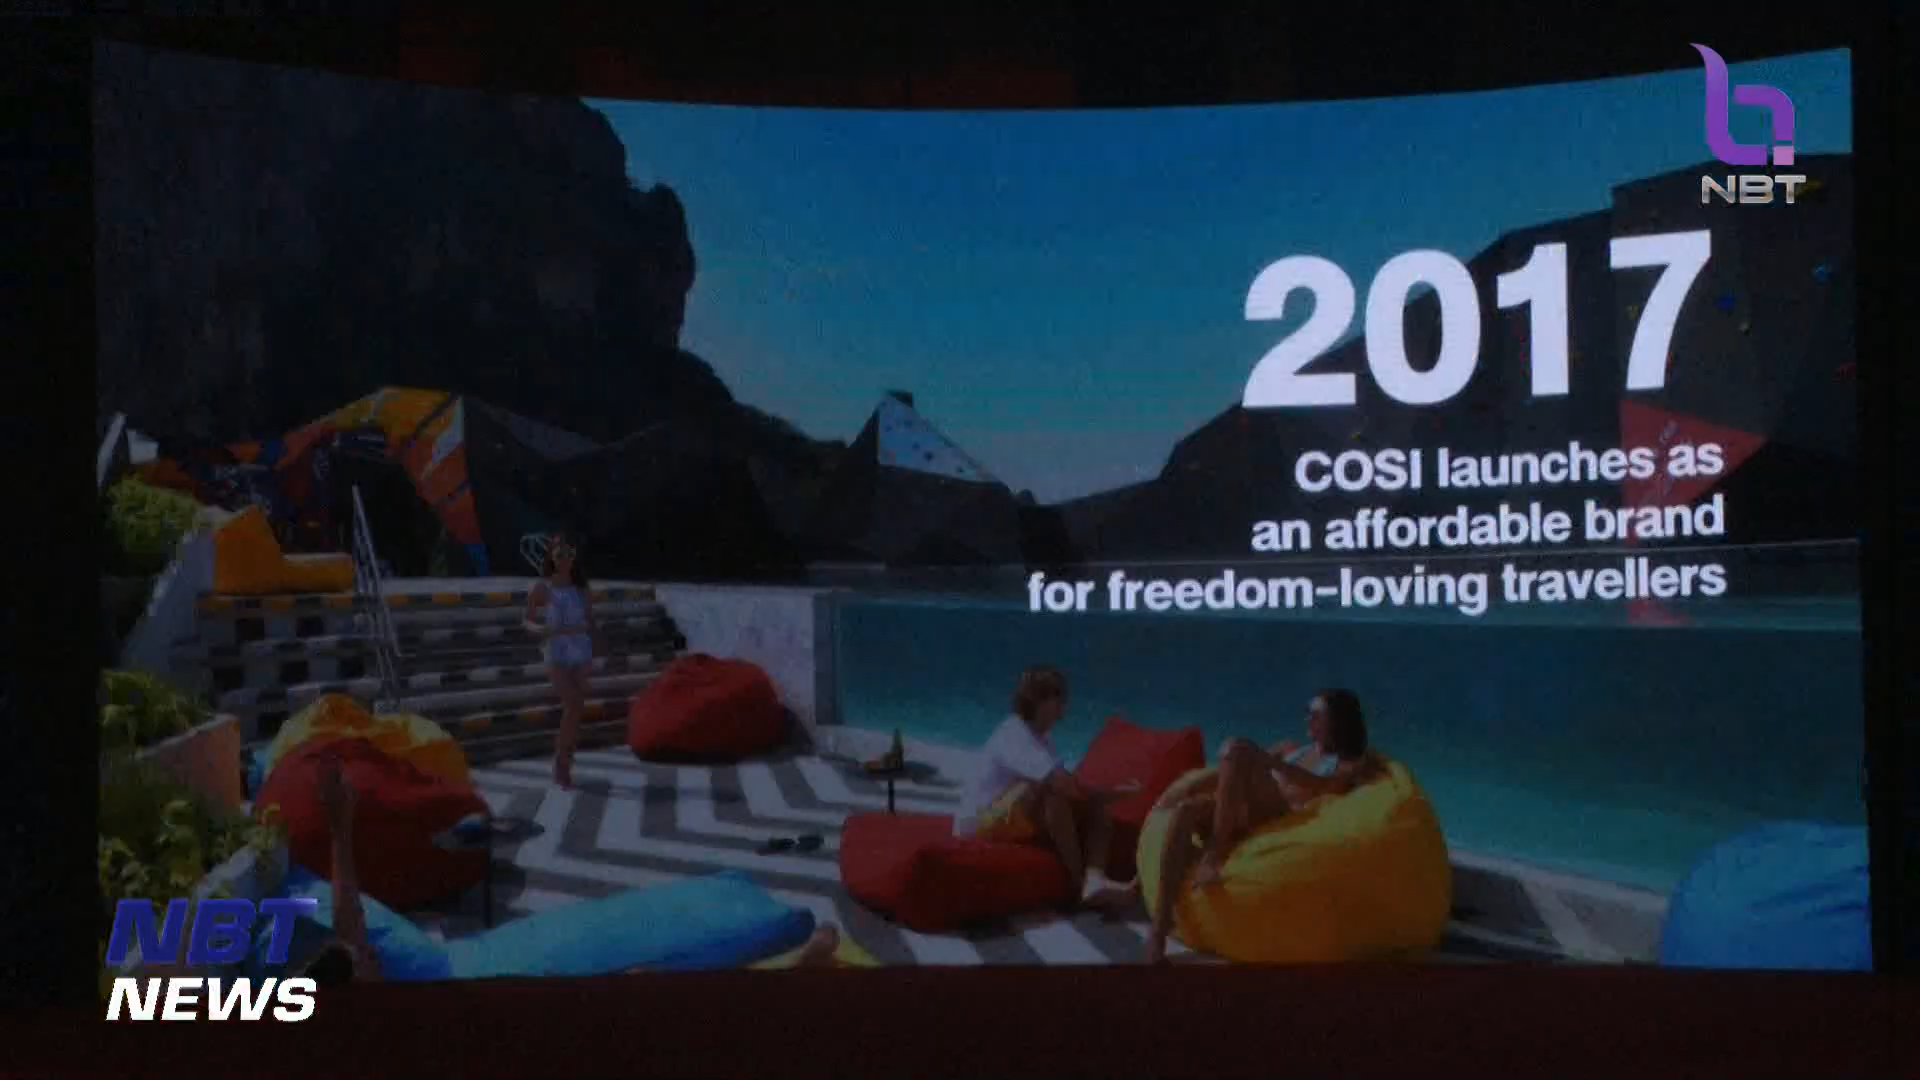 NBT
2017
COSI launches as
an affordable brand
for freedom-loving travellers
NBT
NEWS